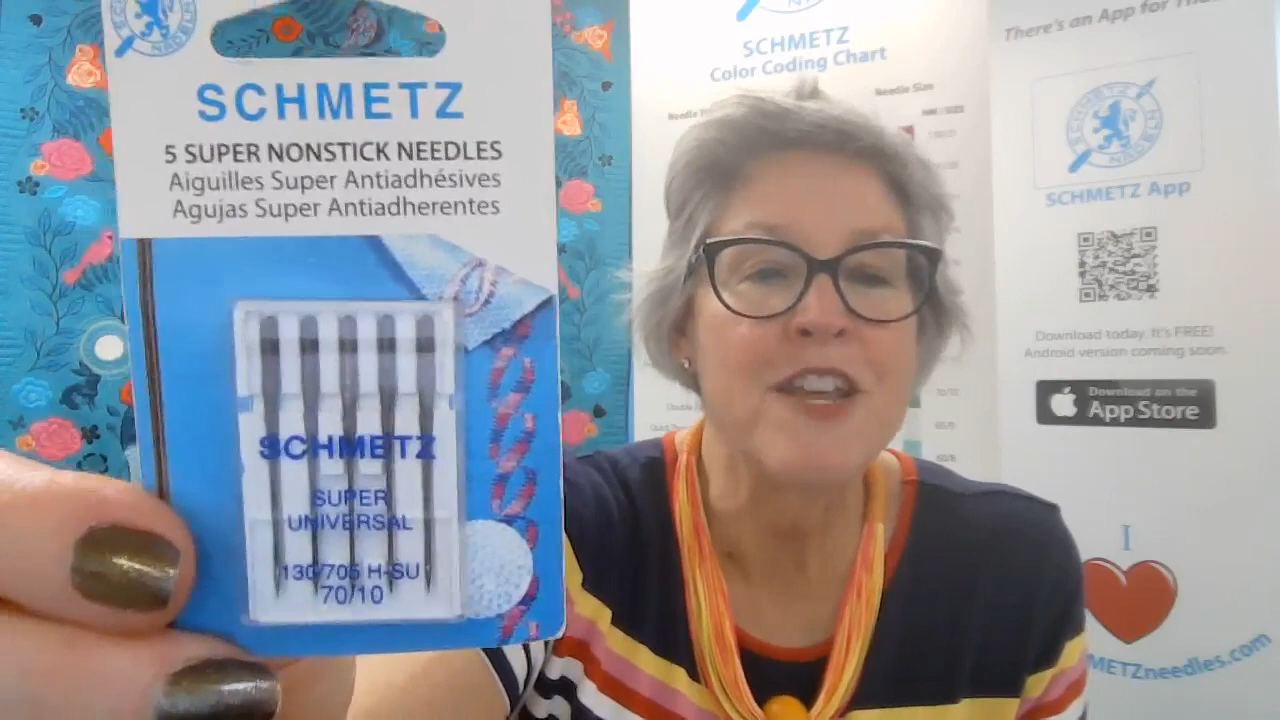 SCHMETZ
5 SUPER NONSTICK NEEDLES
Aiguilles Super Antiadhésives
Agujas Super Antiadherentes
SCHMETZ
SUPER
UNIVERSAL
130/705 H-SU
70/10
SCHMETZ
Color Coding Chart
Needle Size
There's an App for
SCHMETZ App
Download today. It's FREE!
Android version coming soon.
Download on the
App Store
I
METZneedles.com